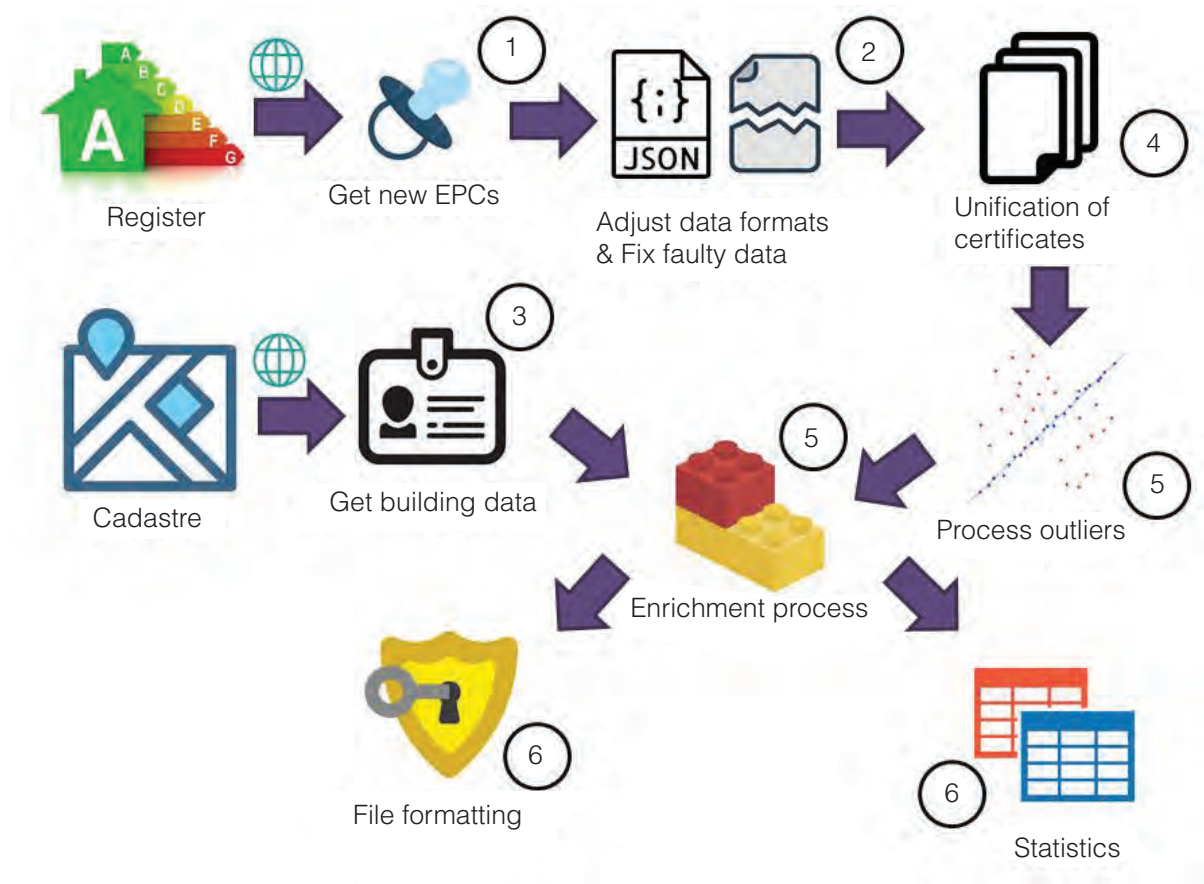 A
B
C
D
E
F
G
A
Register
1
Get new EPCs
{;}
JSON
2
Adjust data formats
& Fix faulty data
4
Unification of
certificates
Cadastre
3
Get building data
5
Enrichment process
5
Process outliers
6
File formatting
6
Statistics